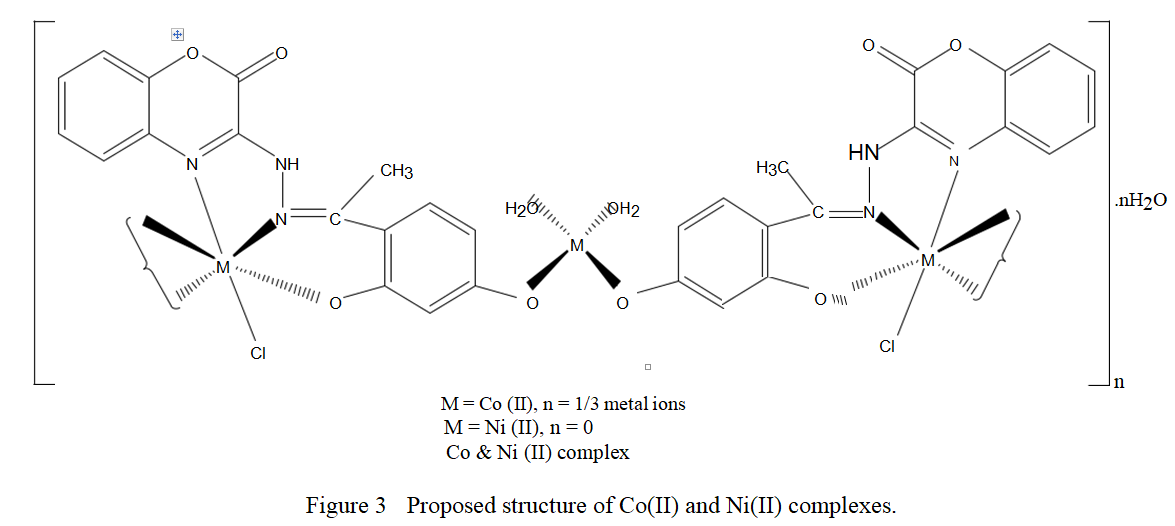 O O O O
NH CH3 H3C HN
N N
N C C N
H2O OH2
.nH2O
M M M
O O O O
Cl Cl
n
M = Co (II), n = 1/3 metal ions
M = Ni (II), n = 0
Co & Ni (II) complex
Figure 3 Proposed structure of Co(II) and Ni(II) complexes.